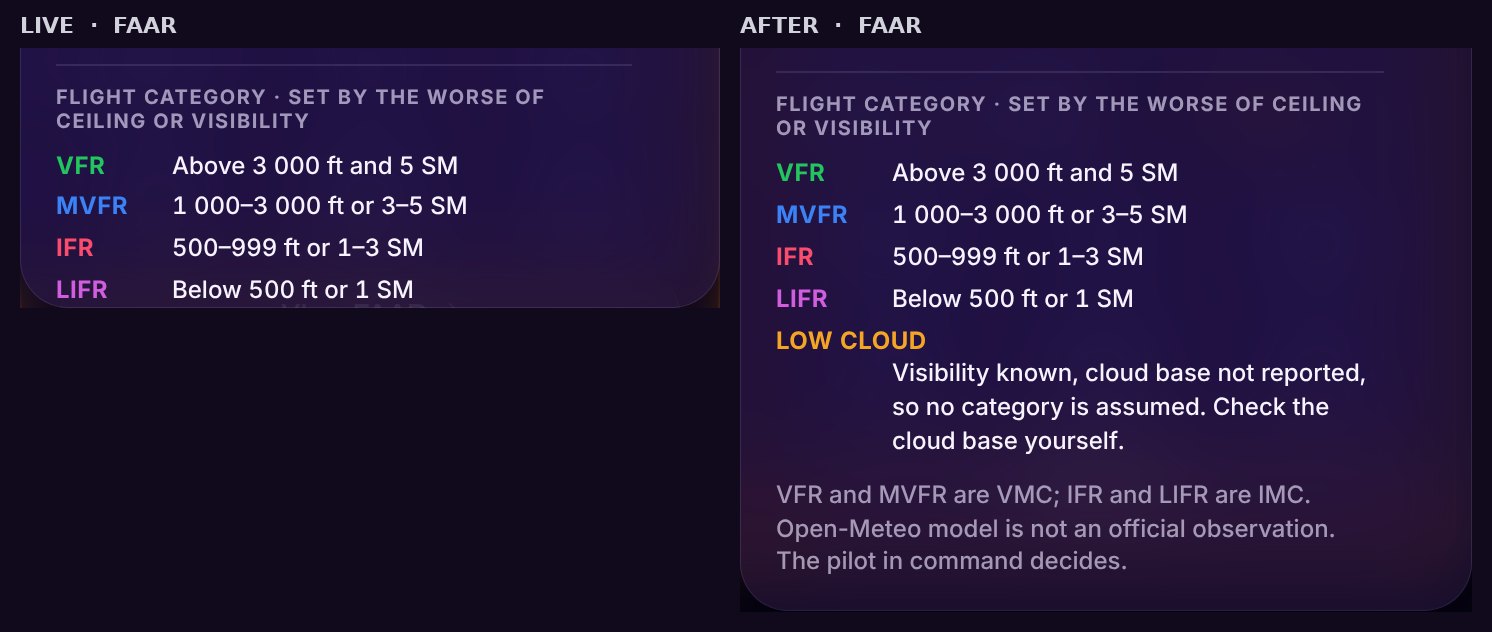 LIVE · FAAR
FLIGHT CATEGORY · SET BY THE WORSE OF
CEILING OR VISIBILITY
VFR Above 3 000 ft and 5 SM
MVFR 1 000–3 000 ft or 3–5 SM
IFR 500–999 ft or 1–3 SM
LIFR Below 500 ft or 1 SM
AFTER · FAAR
FLIGHT CATEGORY · SET BY THE WORSE OF CEILING
OR VISIBILITY
VFR Above 3 000 ft and 5 SM
MVFR 1 000–3 000 ft or 3–5 SM
IFR 500–999 ft or 1–3 SM
LIFR Below 500 ft or 1 SM
LOW CLOUD
Visibility known, cloud base not reported,
so no category is assumed. Check the
cloud base yourself.
VFR and MVFR are VMC; IFR and LIFR are IMC.
Open-Meteo model is not an official observation.
The pilot in command decides.